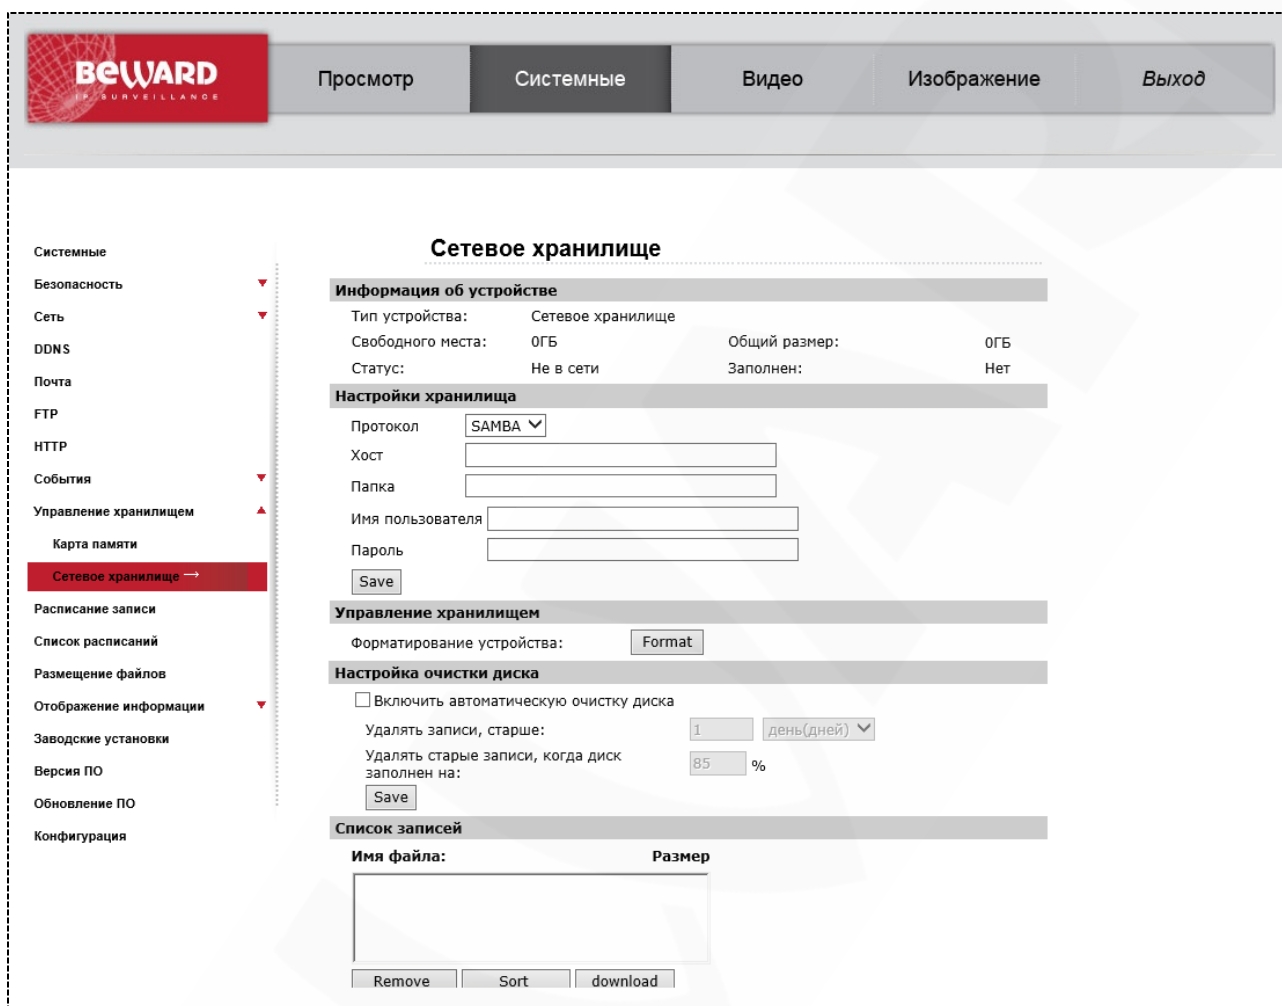 BEWARD
IP SURVEILLANCE
Просмотр Системные Видео Изображение Выход
Системные
Безопасность
Сеть
DDNS
Почта
FTP
HTTP
События
Управление хранилищем
Карта памяти
Сетевое хранилище →
Расписание записи
Список расписаний
Размещение файлов
Отображение информации
Заводские установки
Версия ПО
Обновление ПО
Конфигурация
Сетевое хранилище
Информация об устройстве
Тип устройства: Сетевое хранилище
Свободного места: 0ГБ Общий размер: 0ГБ
Статус: Не в сети Заполнен: Нет
Настройки хранилища
Протокол SAMBA
Хост
Папка
Имя пользователя
Пароль
Save
Управление хранилищем
Форматирование устройства: Format
Настройка очистки диска
Включить автоматическую очистку диска
Удалять записи, старше: 1 день(дней)
Удалять старые записи, когда диск
заполнен на: 85 %
Save
Список записей
Имя файла: Размер
Remove Sort download